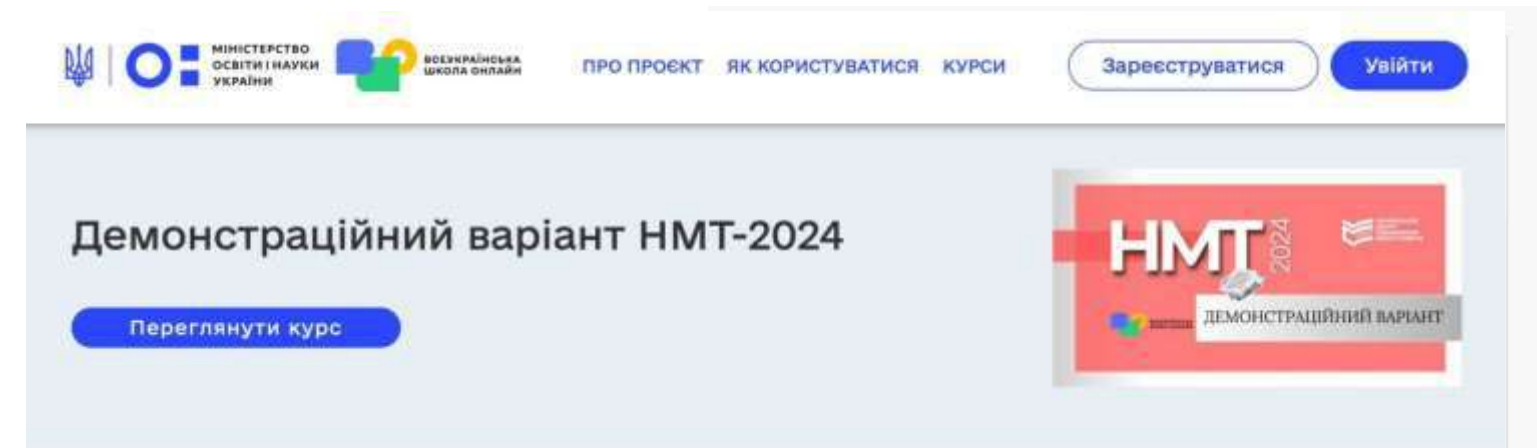 МІНІСТЕРСТВО
ОСВІТИ І НАУКИ
УКРАЇНИ
ВСЕУКРАЇНСЬКА
ШКОЛА ОНЛАЙН
ПРО ПРОЄКТ ЯК КОРИСТУВАТИСЯ КУРСИ
Зареєструватися
Увійти
Демонстраційний варіант НМТ-2024
Переглянути курс
НМТ
2024
ДЕМОНСТРАЦІЙНИЙ ВАРІАНТ